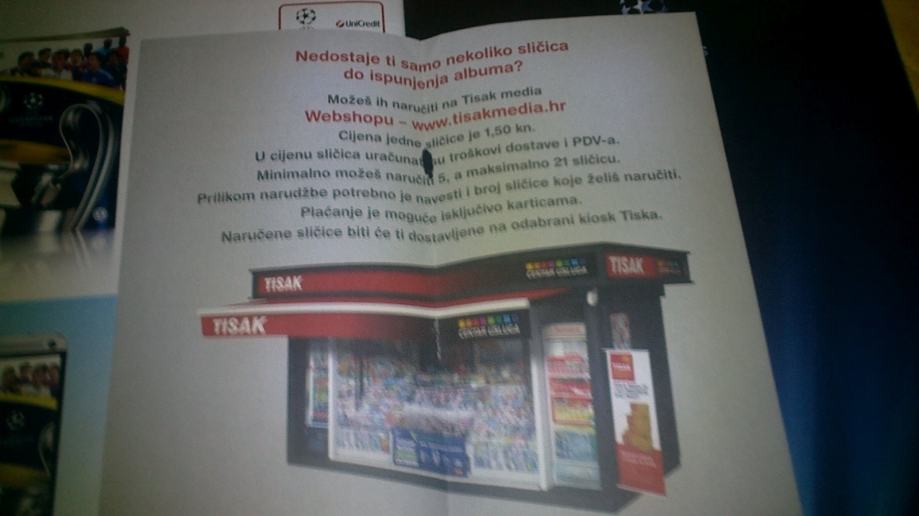 UniCredit
Nedostaje ti samo nekoliko sličica
do ispunjenja albuma?
Možeš ih naručiti na Tisak media
Webshopu – www.tisakmedia.hr
Cijena jedne sličice je 1,50 kn.
U cijenu sličica uračunati su troškovi dostave i PDV-a.
Minimalno možeš naručiti 5, a maksimalno 21 sličicu.
Prilikom narudžbe potrebno je navesti i broj sličice koje želiš naručiti.
Plaćanje je moguće isključivo karticama.
Naručene sličice biti će ti dostavljene na odabrani kiosk Tiska.
TISAK
CENTAR USLUGA
TISAK
TISAK
CENTAR USLUGA